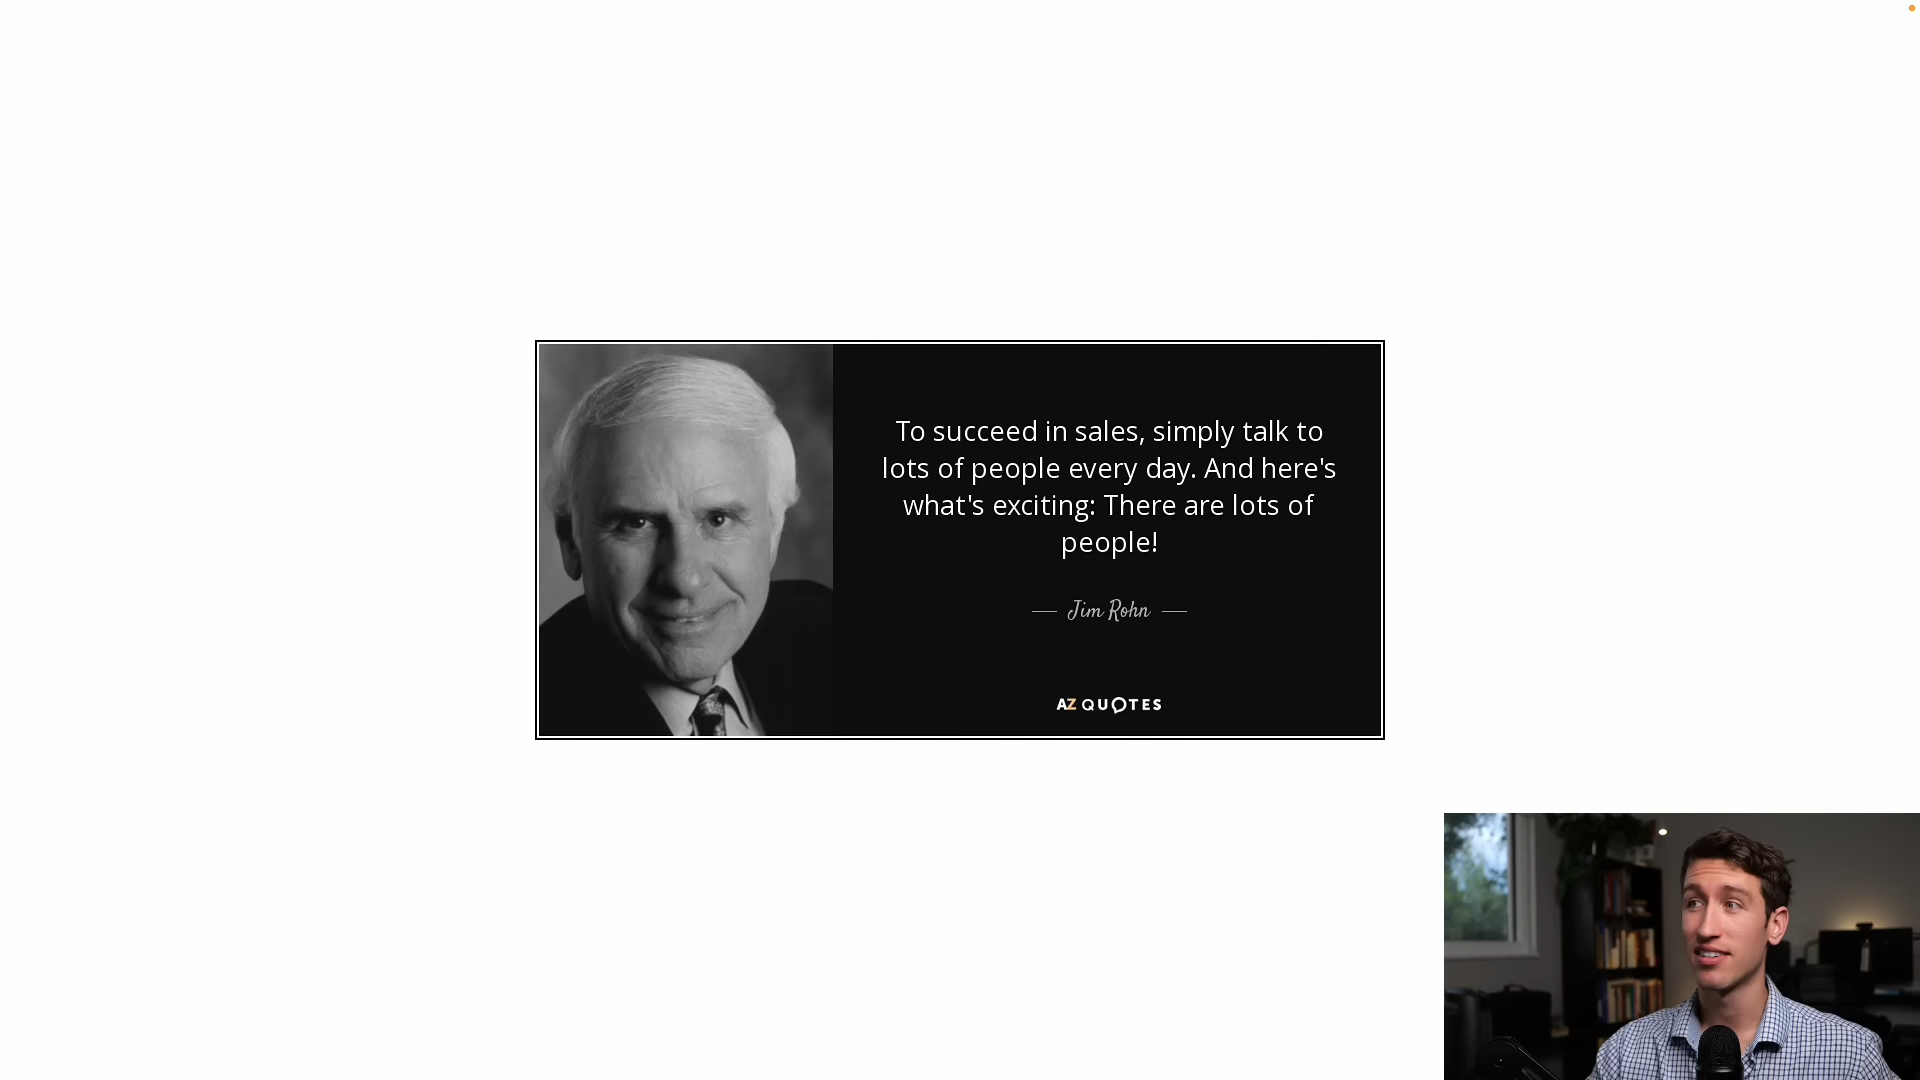 To succeed in sales, simply talk to
lots of people every day. And here's
what's exciting: There are lots of
people!
Jim Rohn
AZ QUOTES